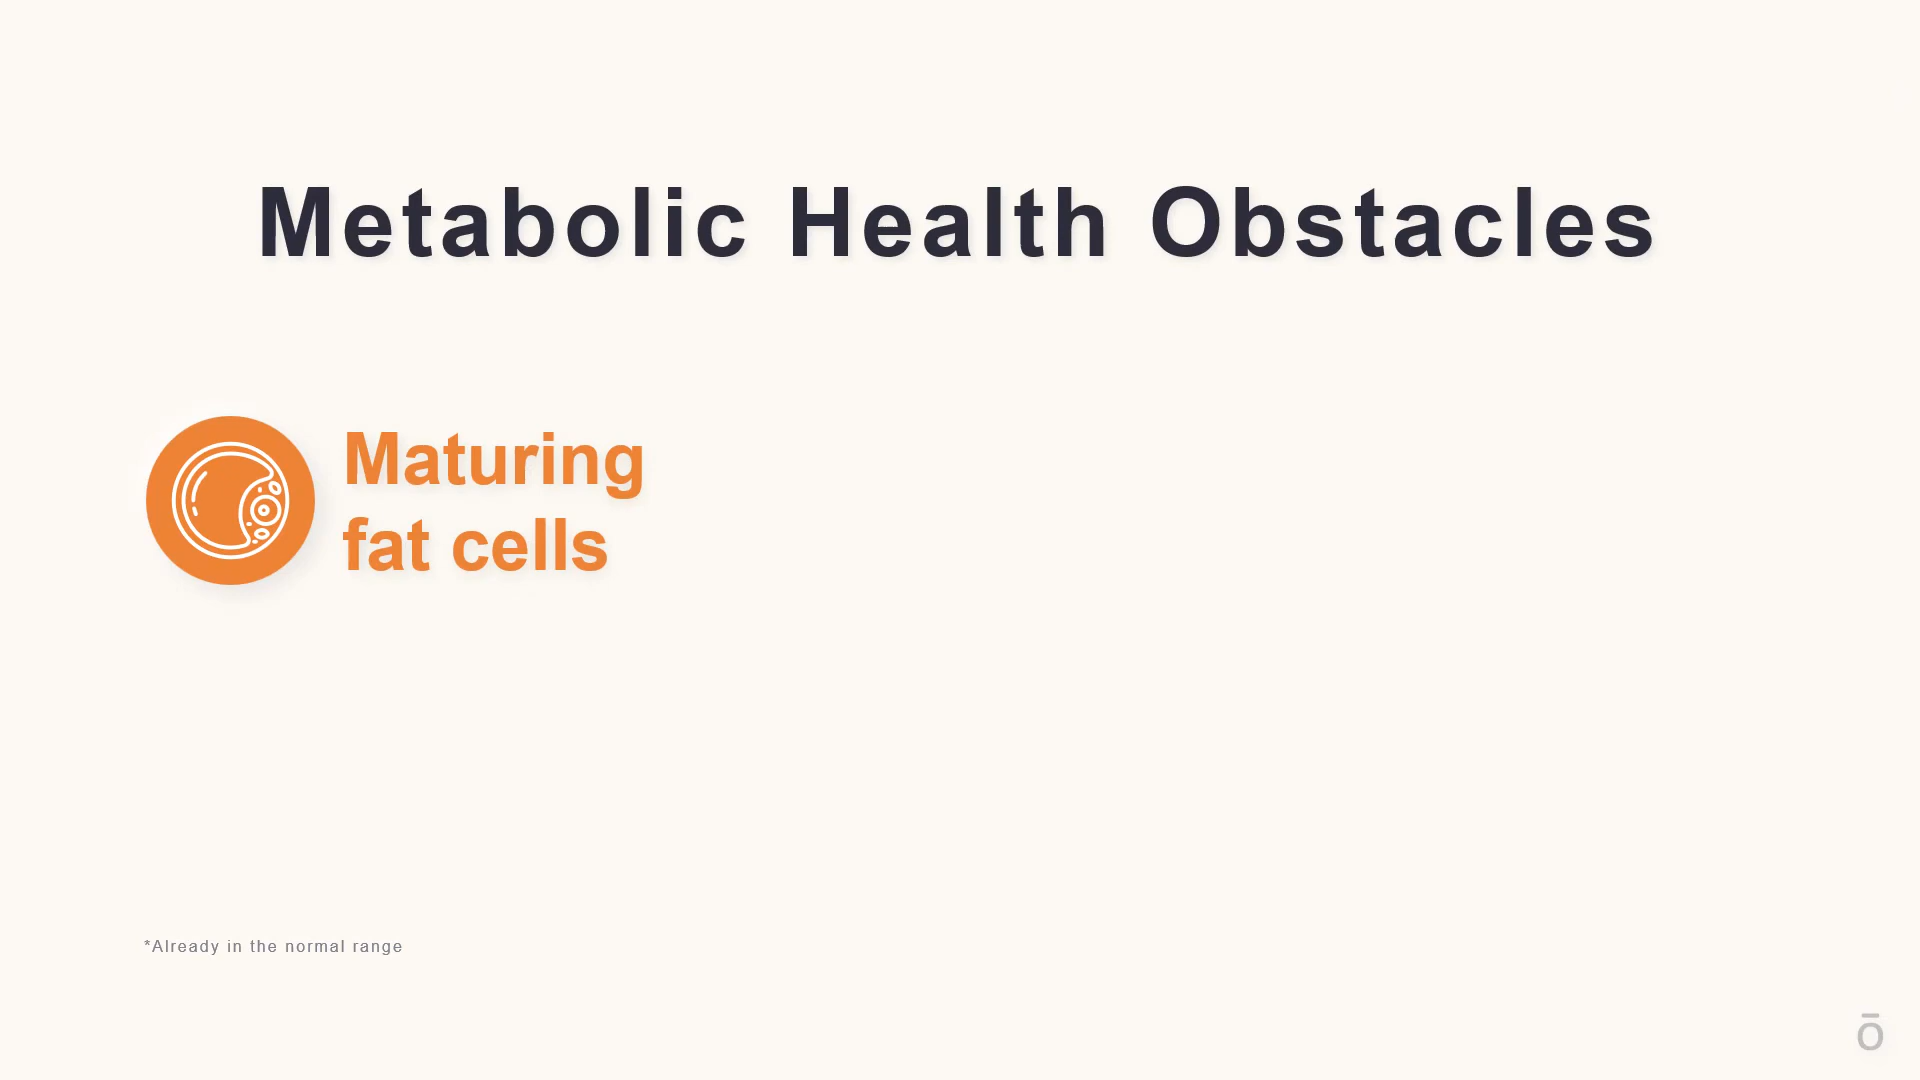 Metabolic Health Obstacles
Maturing
fat cells
*Already in the normal range
ō